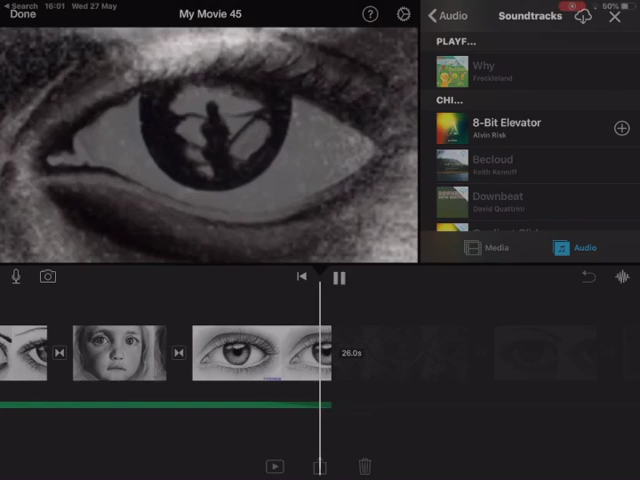 Search 16:01 Wed 27 May
50%
Done
My Movie 45
?
Audio
Soundtracks
PLAYF...
Why
Freckleland
CHI...
8-Bit Elevator
Alvin Risk
Becloud
Keith Kenniff
Downbeat
David Quattrini
Media
Audio
26.0s